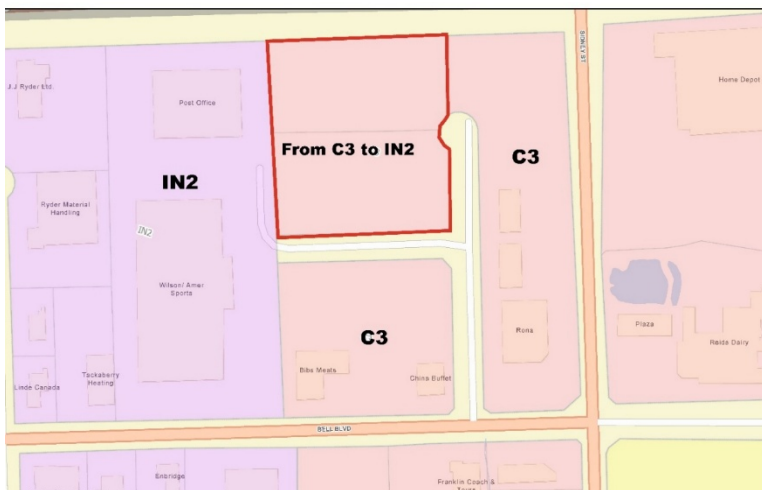 SIDNEY ST
J.J Ryder Ltd
Post Office
Home Depot
From C3 to IN2
C3
IN2
Ryder Material
Handling
IN2
Wilson/ Amer
Sports
Rona
Plaza
Reids Dairy
C3
Bibs Meats
China Buffet
Tackaberry
Heating
Linde Canada
BELL BLVD
Enbridge
Franklin Coach &